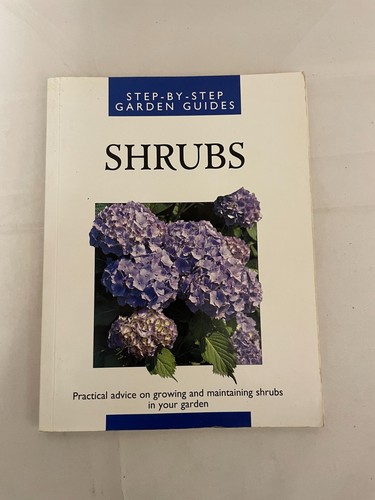 STEP-BY-STEP
GARDEN GUIDES
SHRUBS
Practical advice on growing and maintaining shrubs
in your garden